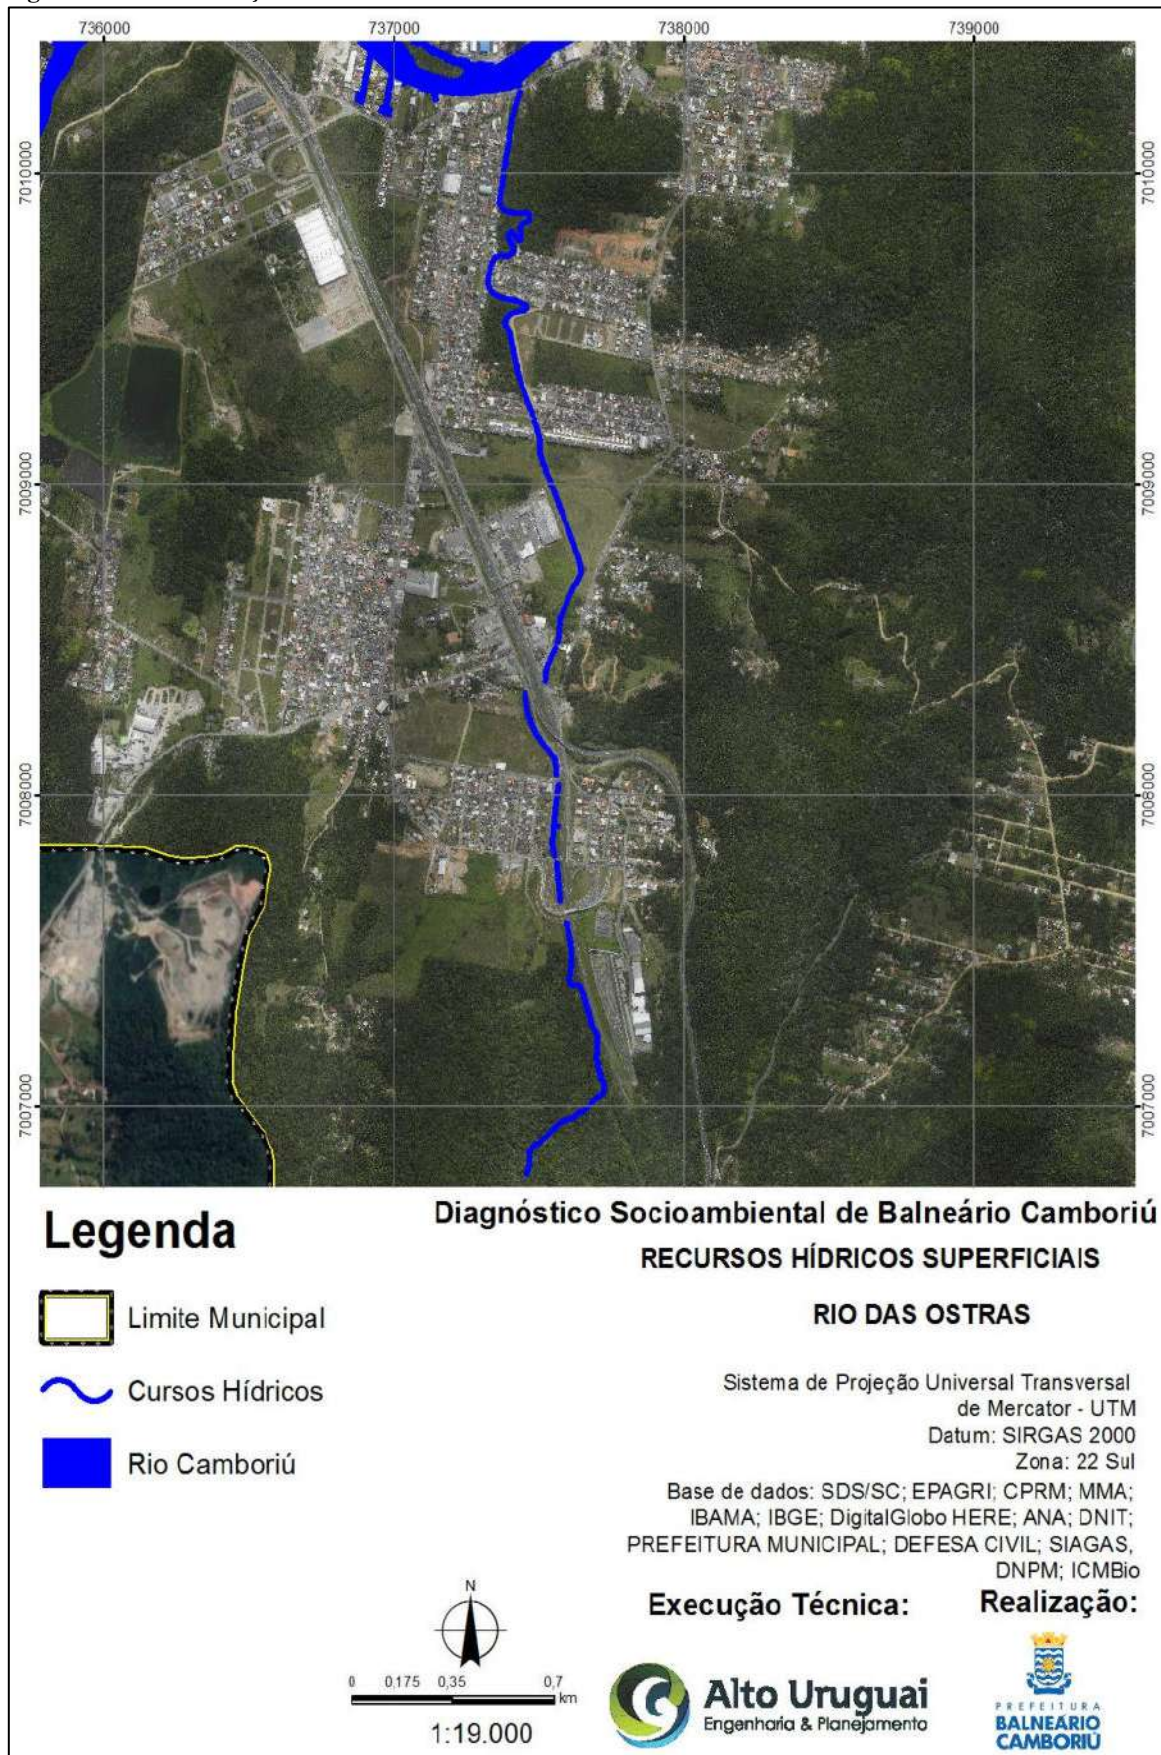 736000 737000 738000 739000
7010000 7010000
7009000 7009000
7008000 7008000
7007000 7007000
Legenda
Limite Municipal
Cursos Hídricos
Rio Camboriú
Diagnóstico Socioambiental de Balneário Camboriú
RECURSOS HÍDRICOS SUPERFICIAIS
RIO DAS OSTRAS
Sistema de Projeção Universal Transversal
de Mercator - UTM
Datum: SIRGAS 2000
Zona: 22 Sul
Base de dados: SDS/SC; EPAGRI; CPRM; MMA;
IBAMA; IBGE; DigitalGlobo HERE; ANA; DNIT;
PREFEITURA MUNICIPAL; DEFESA CIVIL; SIAGAS,
DNPM; ICMBio
N
0 0,175 0,35 0,7
km
1:19.000
Execução Técnica:
Alto Uruguai
Engenharia & Planejamento
Realização:
PREFEITURA
BALNEÁRIO
CAMBORIÚ